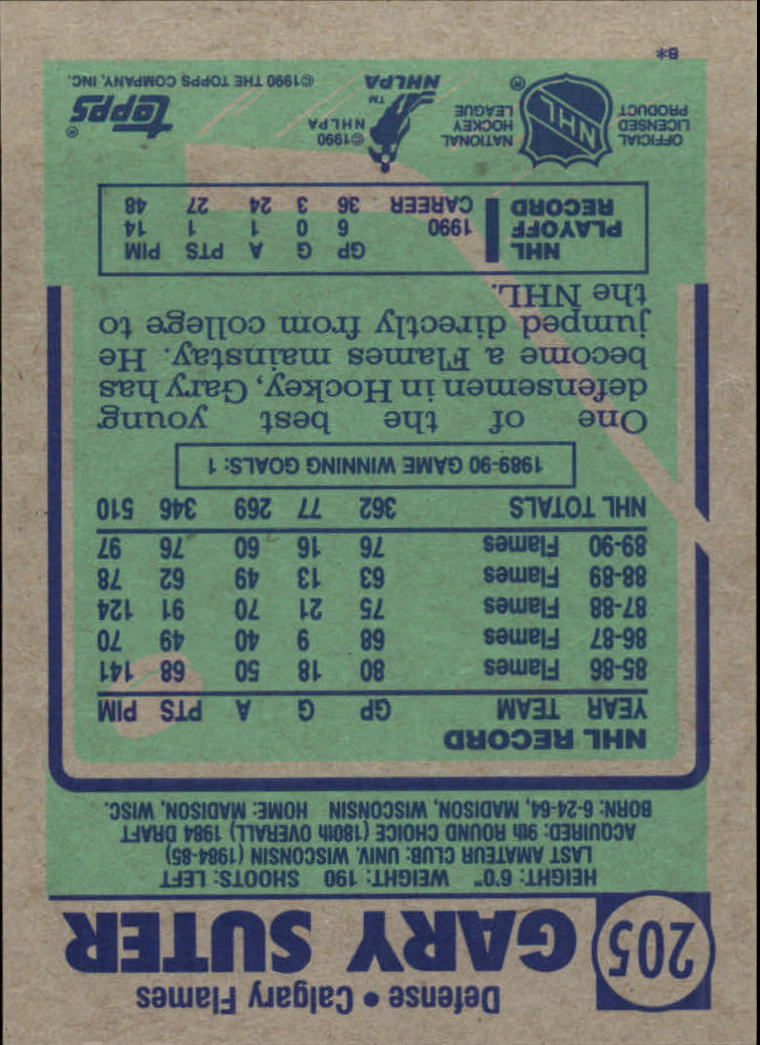 Defense • Calgary Flames
205 GARY SUTER
HEIGHT: 6'0". WEIGHT: 190 SHOOTS: LEFT
LAST AMATEUR CLUB: UNIV. WISCONSIN (1984-85)
ACQUIRED: 9th ROUND CHOICE (180th OVERALL) 1984 DRAFT
BORN: 6-24-64, MADISON, WISCONSIN HOME: MADISON, WISC.
NHL RECORD
YEAR TEAM GP G A PTS PIM
85-86 Flames 80 18 50 68 141
86-87 Flames 68 9 40 49 70
87-88 Flames 75 21 70 91 124
88-89 Flames 63 13 49 62 78
89-90 Flames 76 16 60 76 97
NHL TOTALS 362 77 269 346 510
1989-90 GAME WINNING GOALS: 1
One of the best young
defensemen in Hockey, Gary has
become a Flames mainstay. He
jumped directly from college to
the NHL.
NHL PLAYOFF RECORD
GP G A PTS PIM
1990 6 0 1 1 14
CAREER 36 3 24 27 48
OFFICIAL LICENSED PRODUCT
NHL ®
NATIONAL HOCKEY LEAGUE
©1990 NHLPA
NHLPA ™
topps ®
©1990 THE TOPPS COMPANY, INC.
B*